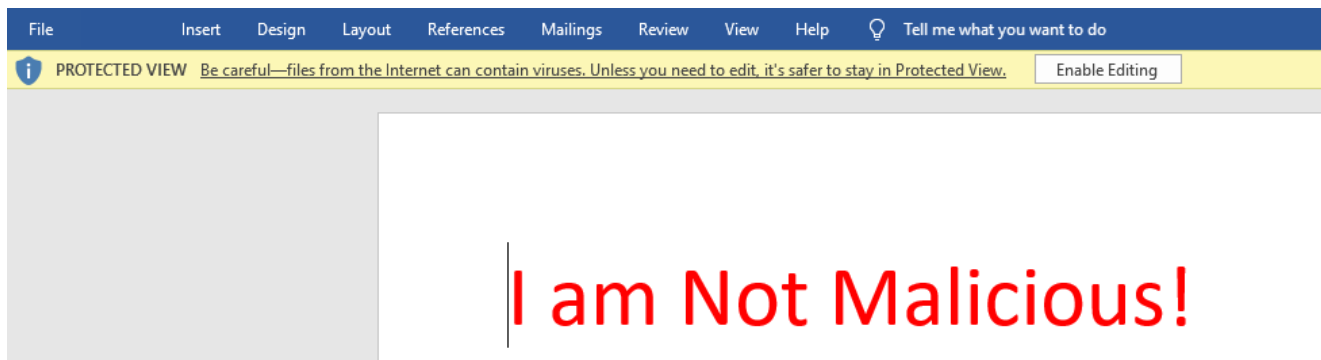 File Insert Design Layout References Mailings Review View Help Tell me what you want to do
PROTECTED VIEW Be careful—files from the Internet can contain viruses. Unless you need to edit, it's safer to stay in Protected View. Enable Editing
I am Not Malicious!